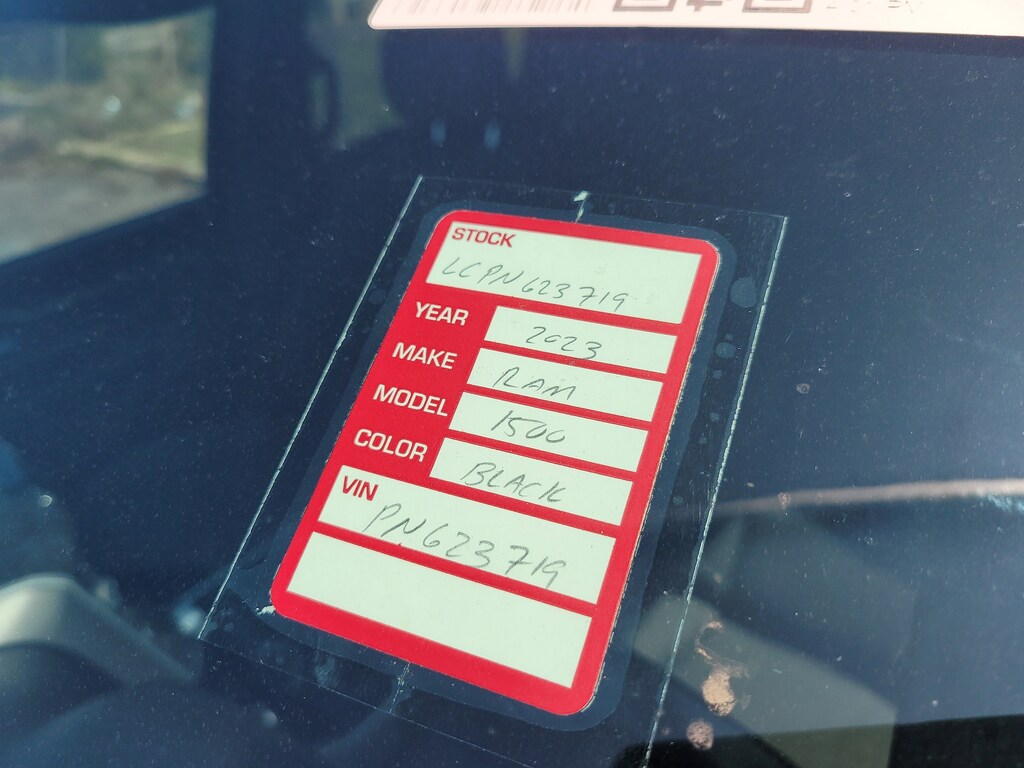 STOCK
LCPN623719
YEAR 2023
MAKE RAM
MODEL 1500
COLOR BLACK
VIN
PN623719